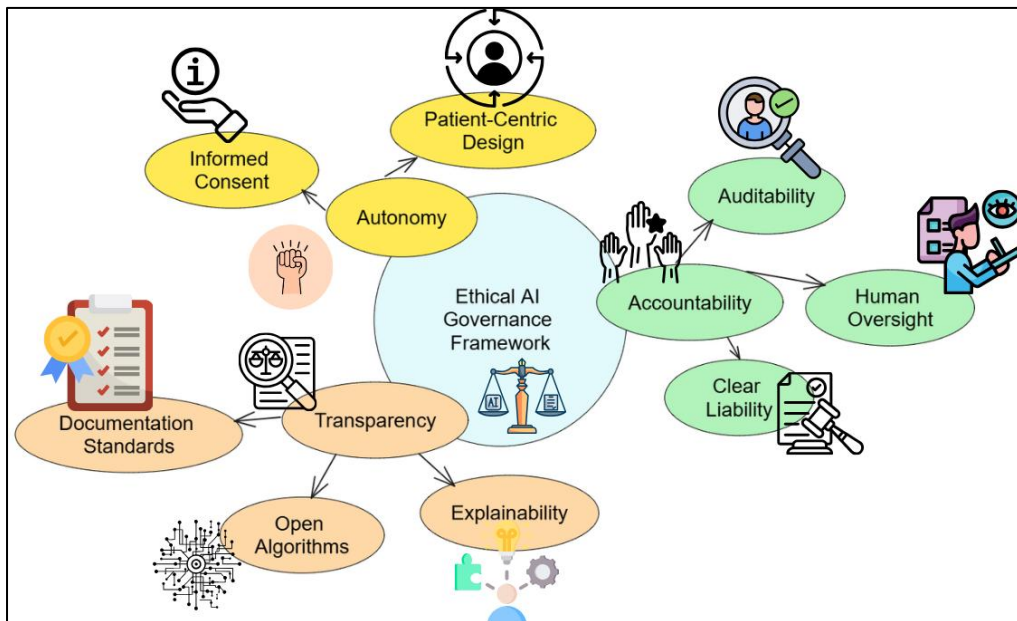 Patient-Centric
Design
Informed
Consent
Autonomy
Auditability
Ethical AI
Governance
Framework
AI
Accountability
Human
Oversight
Clear
Liability
Documentation
Standards
Transparency
Open
Algorithms
Explainability